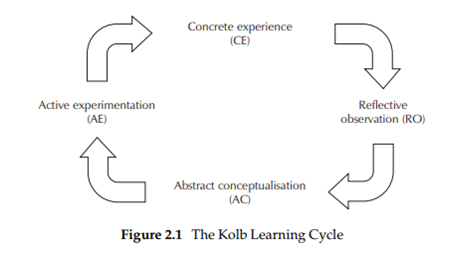 Concrete experience
(CE)
Active experimentation
(AE)
Reflective
observation (RO)
Abstract conceptualisation
(AC)
Figure 2.1 The Kolb Learning Cycle